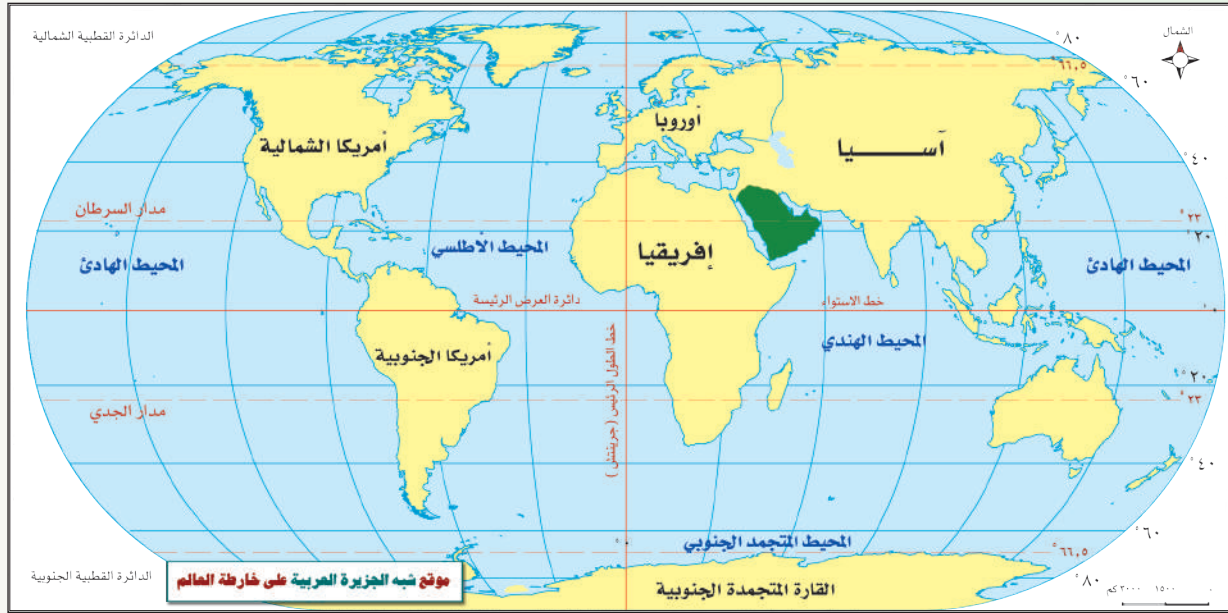 الدائرة القطبية الشمالية
الشمال
°٨٠
°٦٦,٥
°٦٠
أوروبا
أمريكا الشمالية
آسيا
°٤٠
مدار السرطان
°٢٣
°٢٠
المحيط الأطلسي
إفريقيا
المحيط الهادئ
المحيط الهادئ
دائرة العرض الرئيسة
خط الاستواء
°٠
خط الطول الرئيس (جرينتش)
المحيط الهندي
أمريكا الجنوبية
°٢٠
°٢٣
مدار الجدي
°٤٠
°٦٠
المحيط المتجمد الجنوبي
°٠
°٦٦,٥
الدائرة القطبية الجنوبية
موقع شبه الجزيرة العربية على خارطة العالم
القارة المتجمدة الجنوبية
°٨٠
٠ ١٥٠٠ ٣٠٠٠ كم